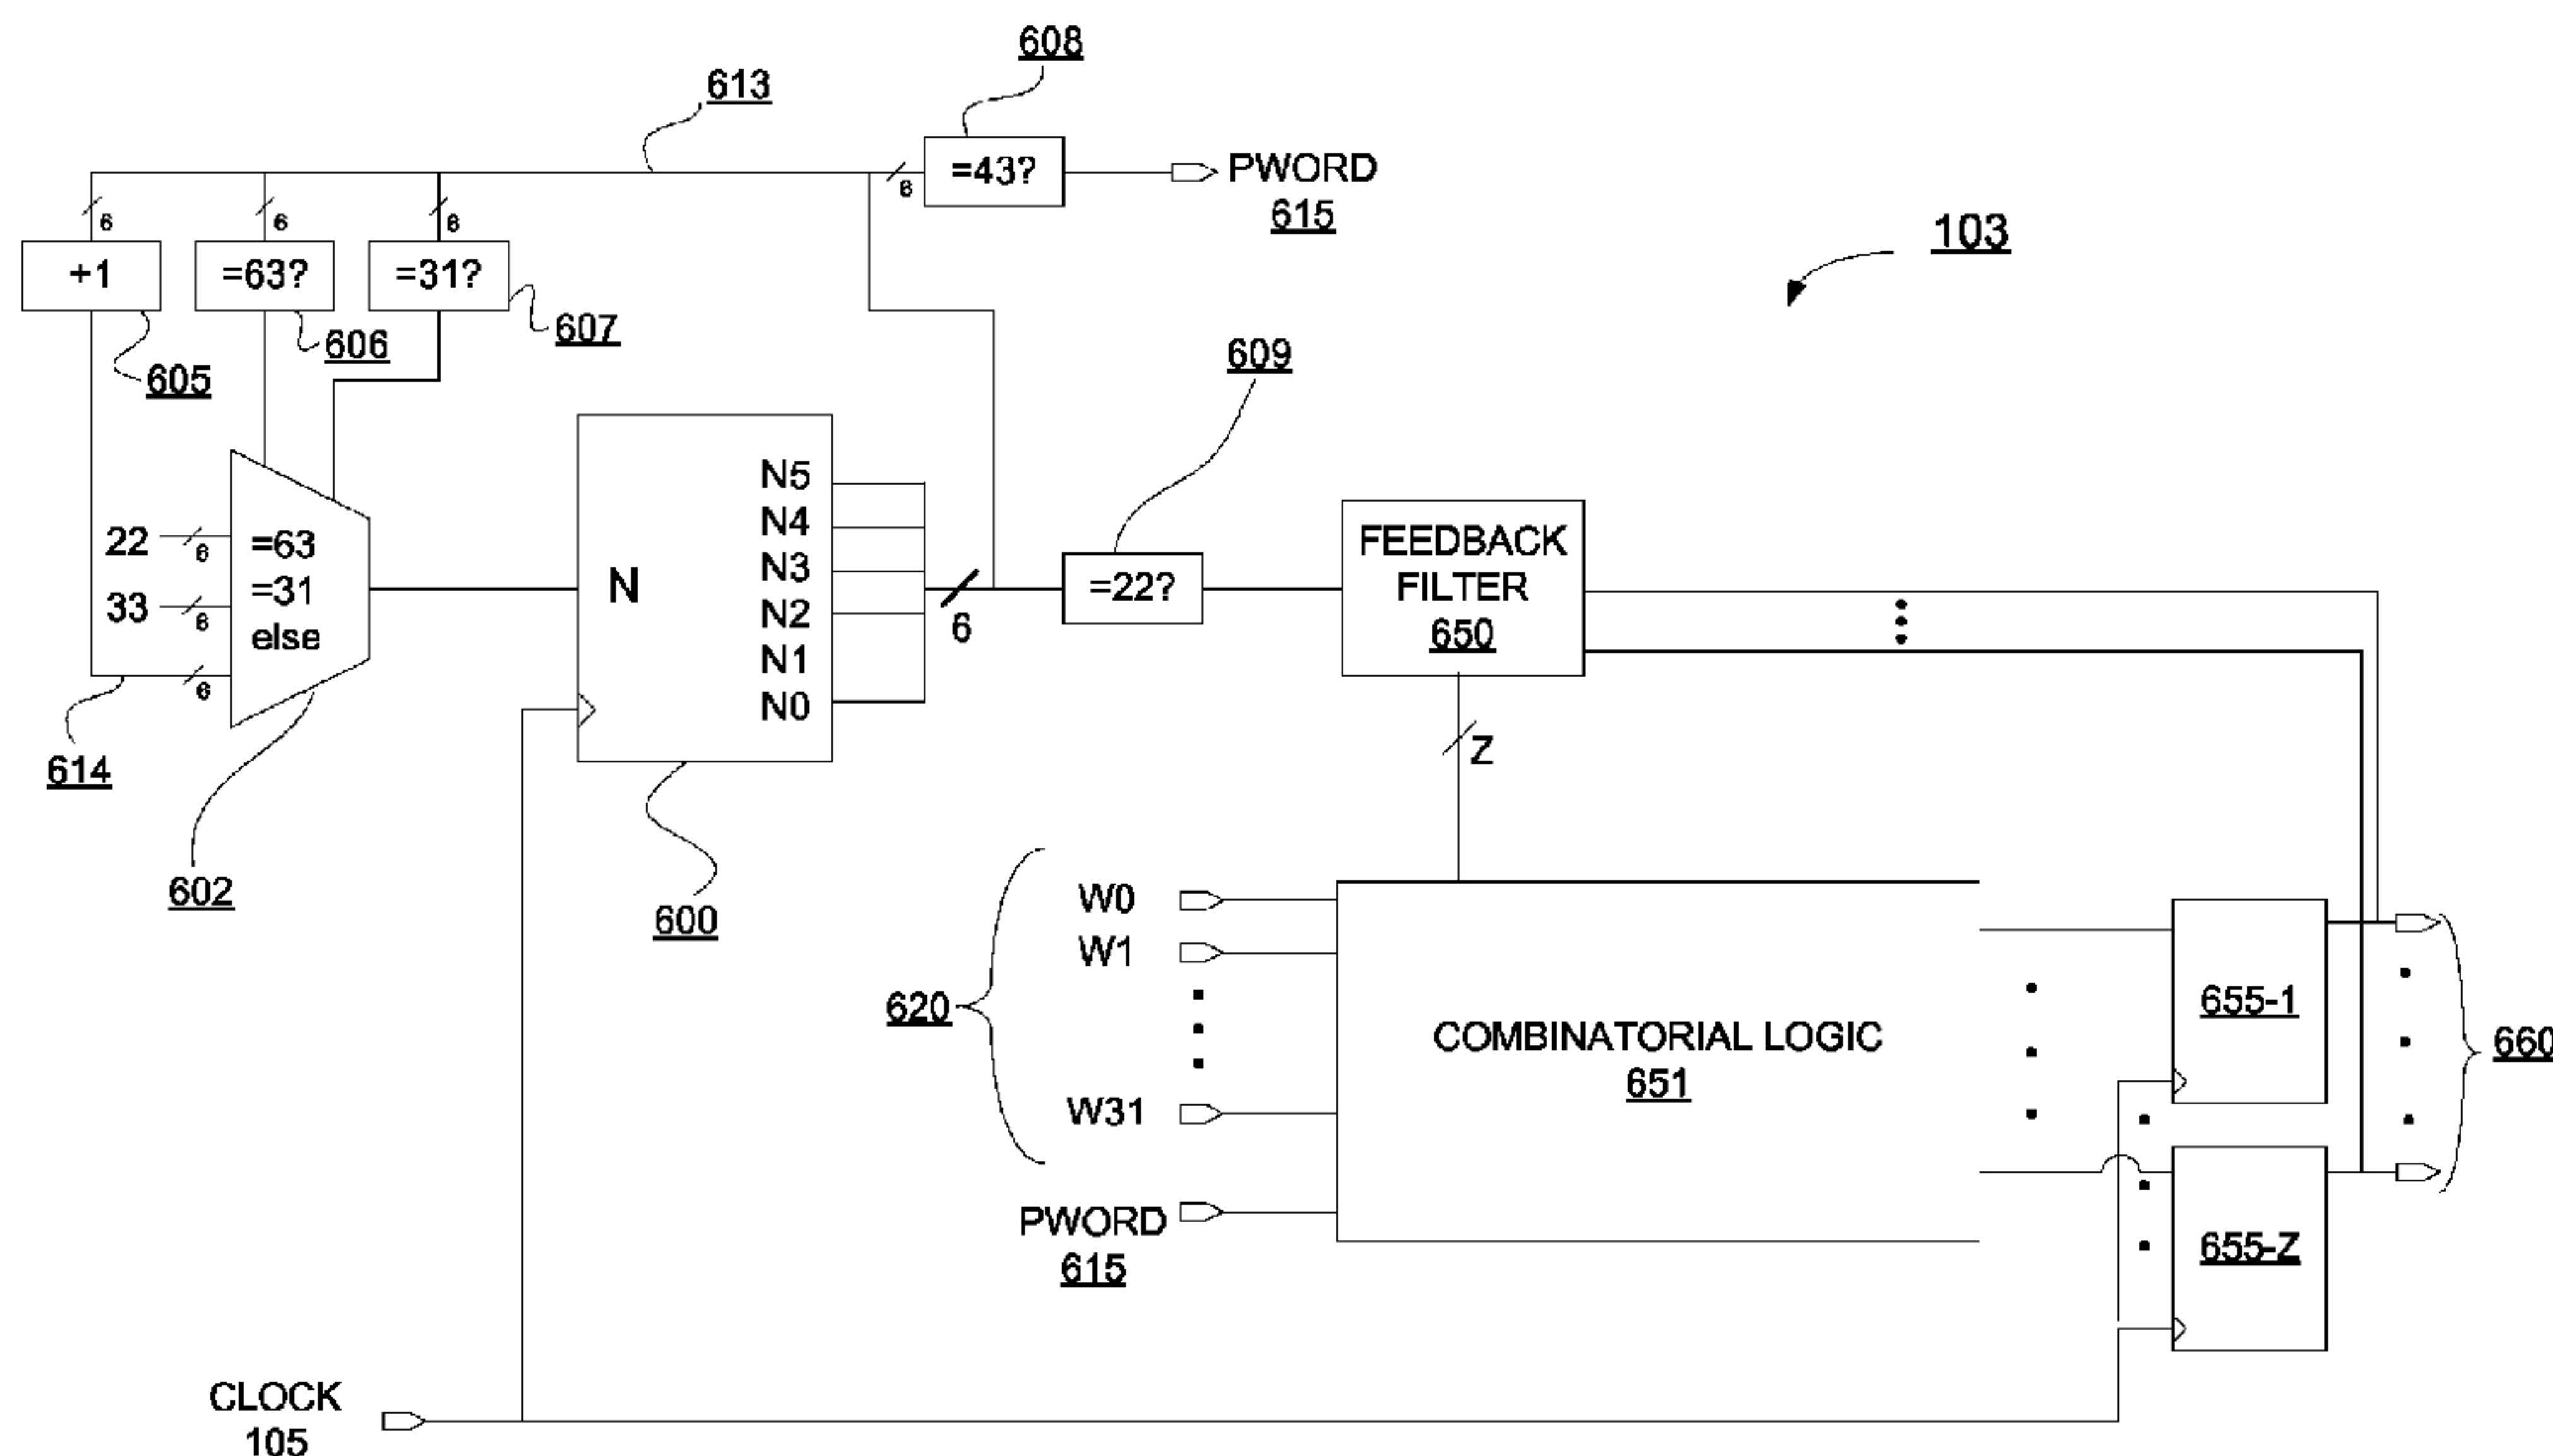 608
613
=43?
PWORD
615
6
103
6
6
6
+1
=63?
=31?
607
606
605
609
22
6
=63
33
6
=31
else
6
614
602
N
N5
N4
N3
N2
N1
N0
600
6
=22?
FEEDBACK
FILTER
650
Z
620
W0
W1
W31
PWORD
615
COMBINATORIAL LOGIC
651
655-1
655-Z
660
CLOCK
105